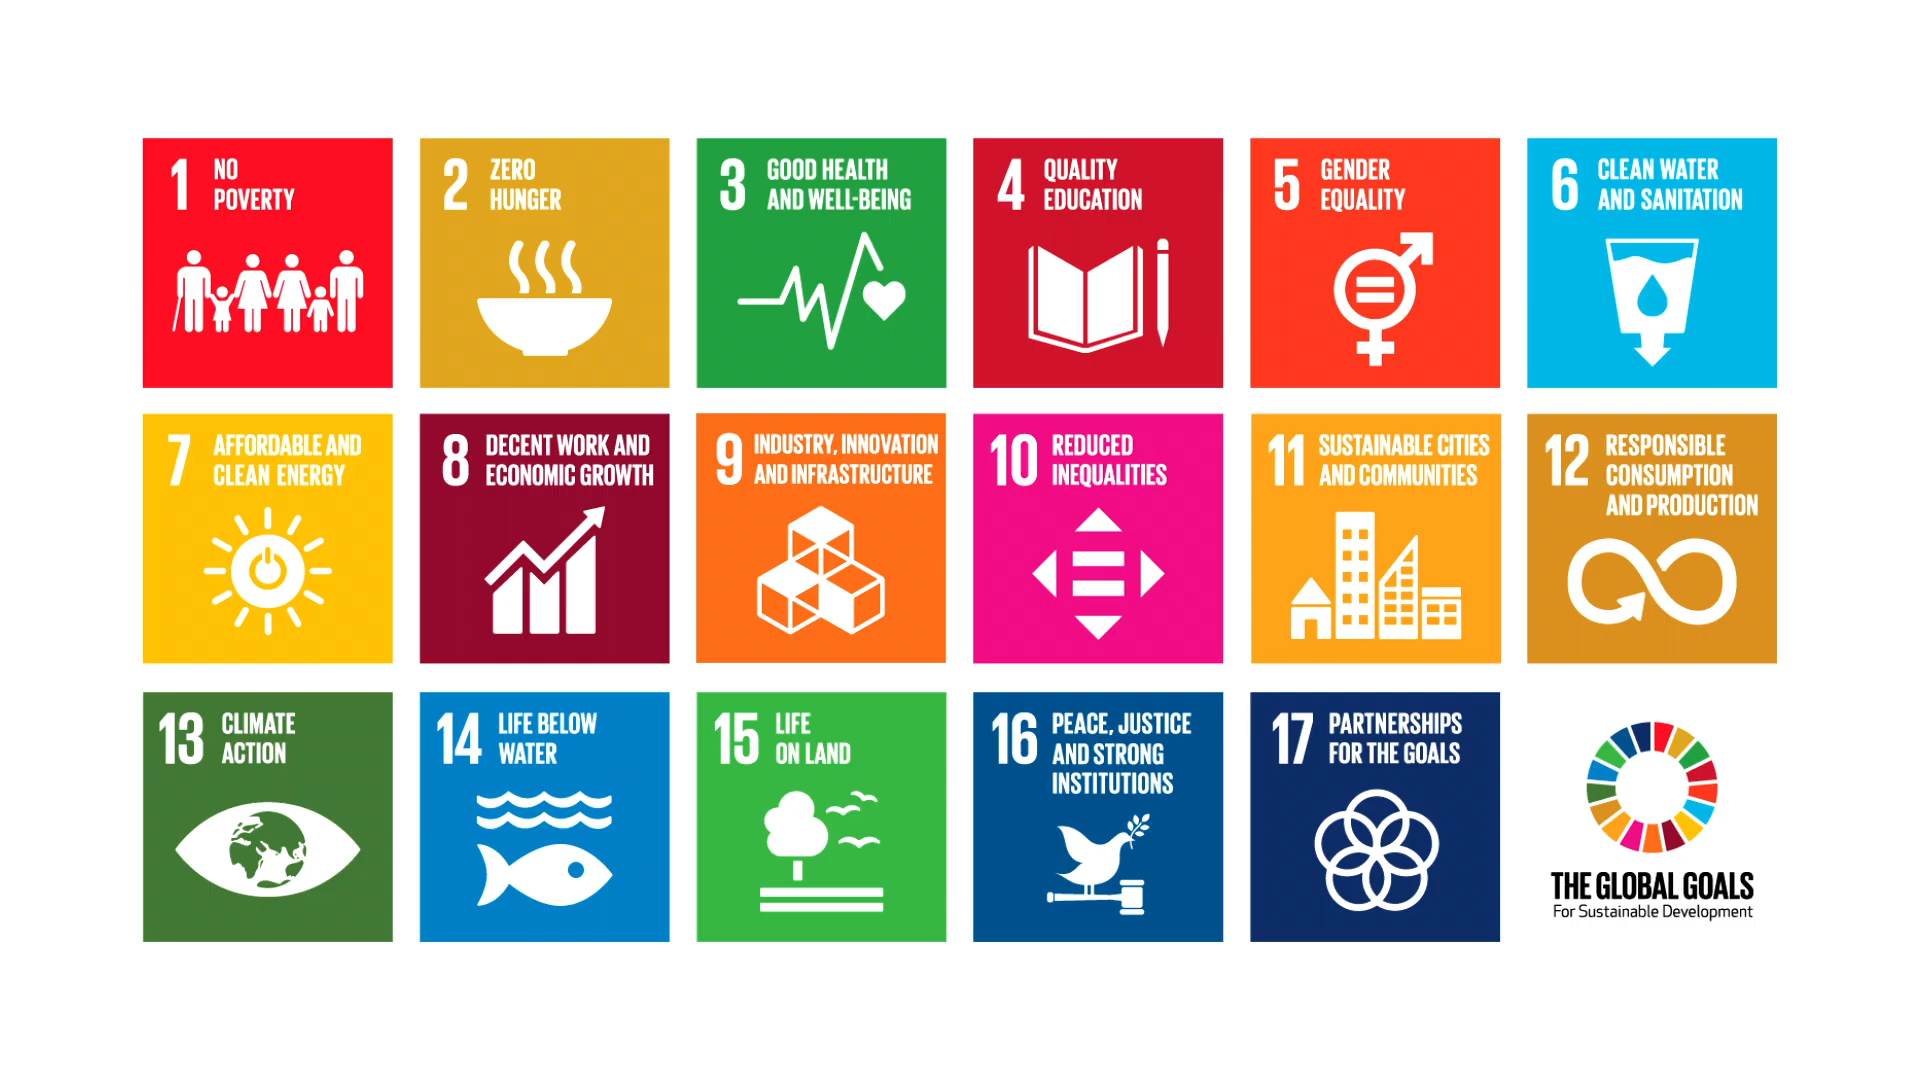 1 NO
POVERTY
2 ZERO
HUNGER
3 GOOD HEALTH
AND WELL-BEING
4 QUALITY
EDUCATION
5 GENDER
EQUALITY
6 CLEAN WATER
AND SANITATION
7 AFFORDABLE AND
CLEAN ENERGY
8 DECENT WORK AND
ECONOMIC GROWTH
9 INDUSTRY, INNOVATION
AND INFRASTRUCTURE
10 REDUCED
INEQUALITIES
11 SUSTAINABLE CITIES
AND COMMUNITIES
12 RESPONSIBLE
CONSUMPTION
AND PRODUCTION
13 CLIMATE
ACTION
14 LIFE BELOW
WATER
15 LIFE
ON LAND
16 PEACE, JUSTICE
AND STRONG
INSTITUTIONS
17 PARTNERSHIPS
FOR THE GOALS
THE GLOBAL GOALS
For Sustainable Development